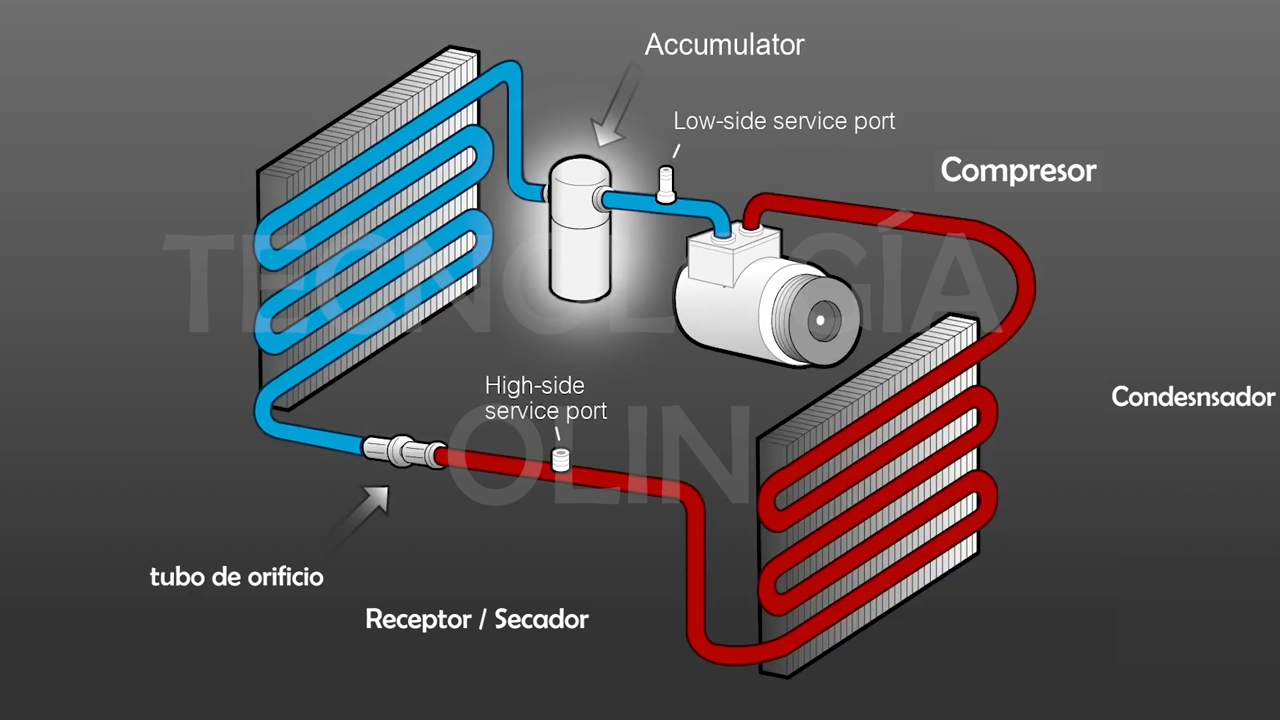 Accumulator
Low-side service port
Compresor
TECNOLOGÍA
High-side
service port
Condesnsador
OLIN
tubo de orificio
Receptor / Secador